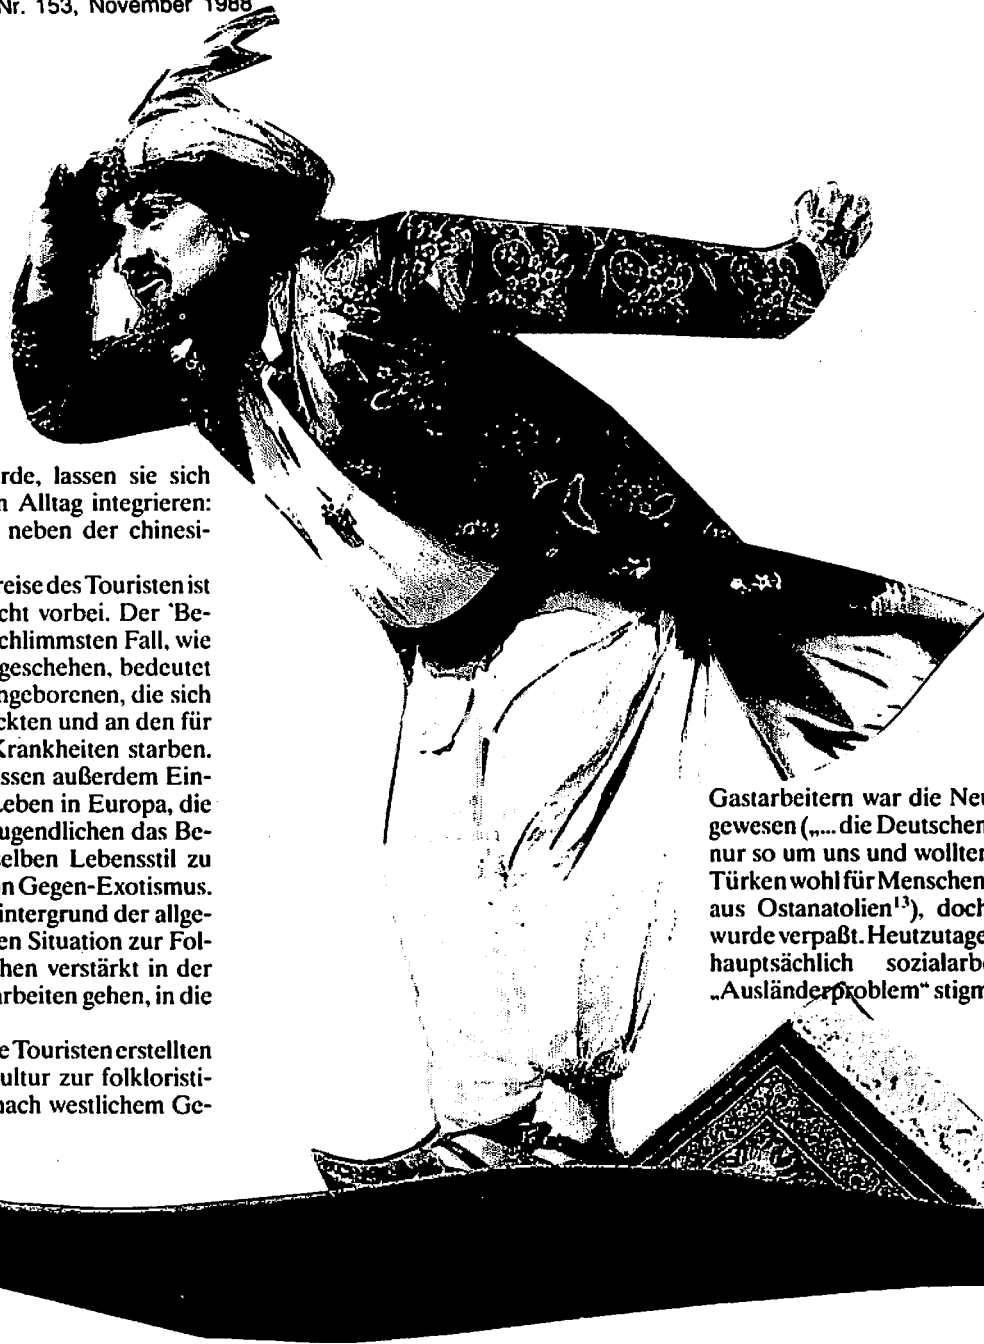 Nr. 153, November 1988
rde, lassen sie sich
n Alltag integrieren:
neben der chinesi-
reise des Touristen ist
cht vorbei. Der 'Be-
chlimmsten Fall, wie
geschehen, bedeutet
ngeborenen, die sich
ckten und an den für
Krankheiten starben.
ssen außerdem Ein-
Leben in Europa, die
ugendlichen das Be-
selben Lebensstil zu
n Gegen-Exotismus.
intergrund der allge-
en Situation zur Fol-
chen verstärkt in der
arbeiten gehen, in die
e Touristen erstellten
ultur zur folkloristi-
nach westlichem Ge-
Gastarbeitern war die Neu
gewesen („... die Deutschen
nur so um uns und wollten
Türken wohl für Menschen
aus Ostanatolien¹³), doch
wurde verpaßt. Heutzutage
hauptsächlich sozialarbe
„Ausländerproblem“ stigm